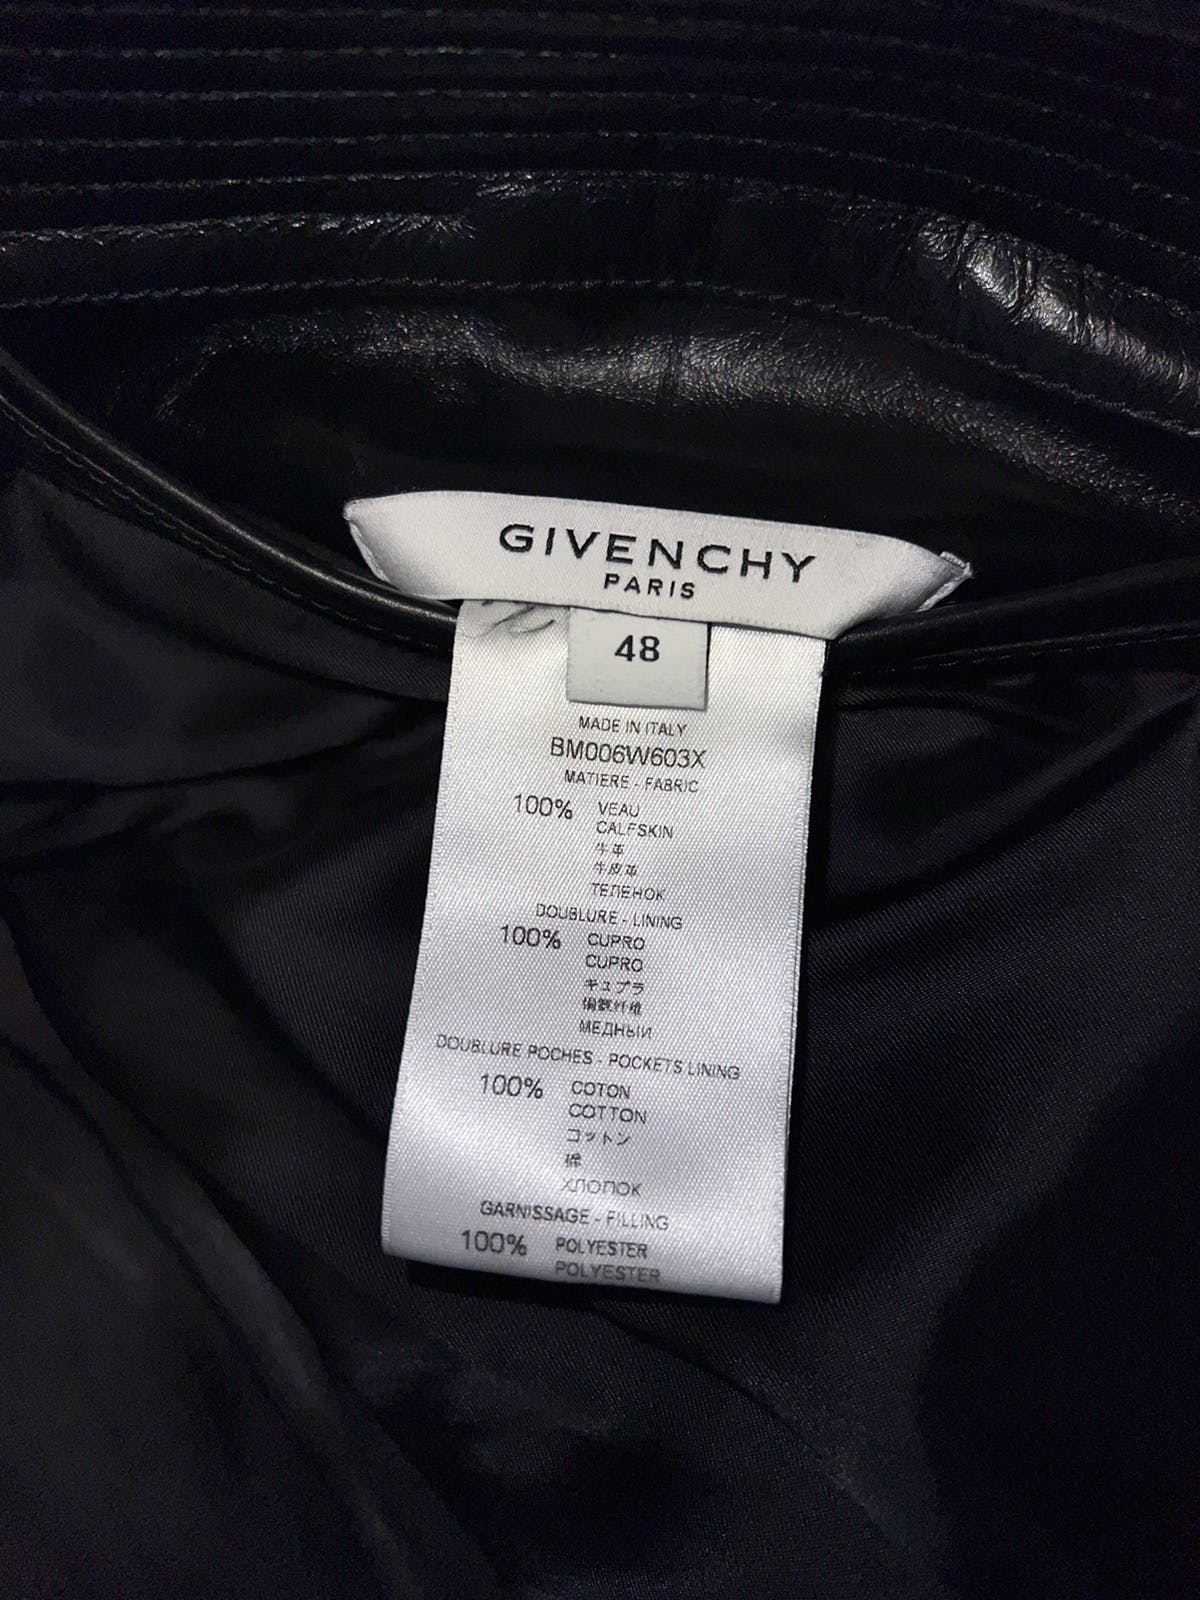 GIVENCHY
PARIS
48
MADE IN ITALY
BM006W603X
MATIERE - FABRIC
100% VEAU
CALFSKIN
牛革
牛皮革
ТЕЛЕНОК
DOUBLURE - LINING
100% CUPRO
CUPRO
キュプラ
铜氨纤维
МЕДНЫЙ
DOUBLURE POCHES - POCKETS LINING
100% COTON
COTTON
コットン
棉
ХЛОПОК
GARNISSAGE - FILLING
100% POLYESTER
POLYESTER